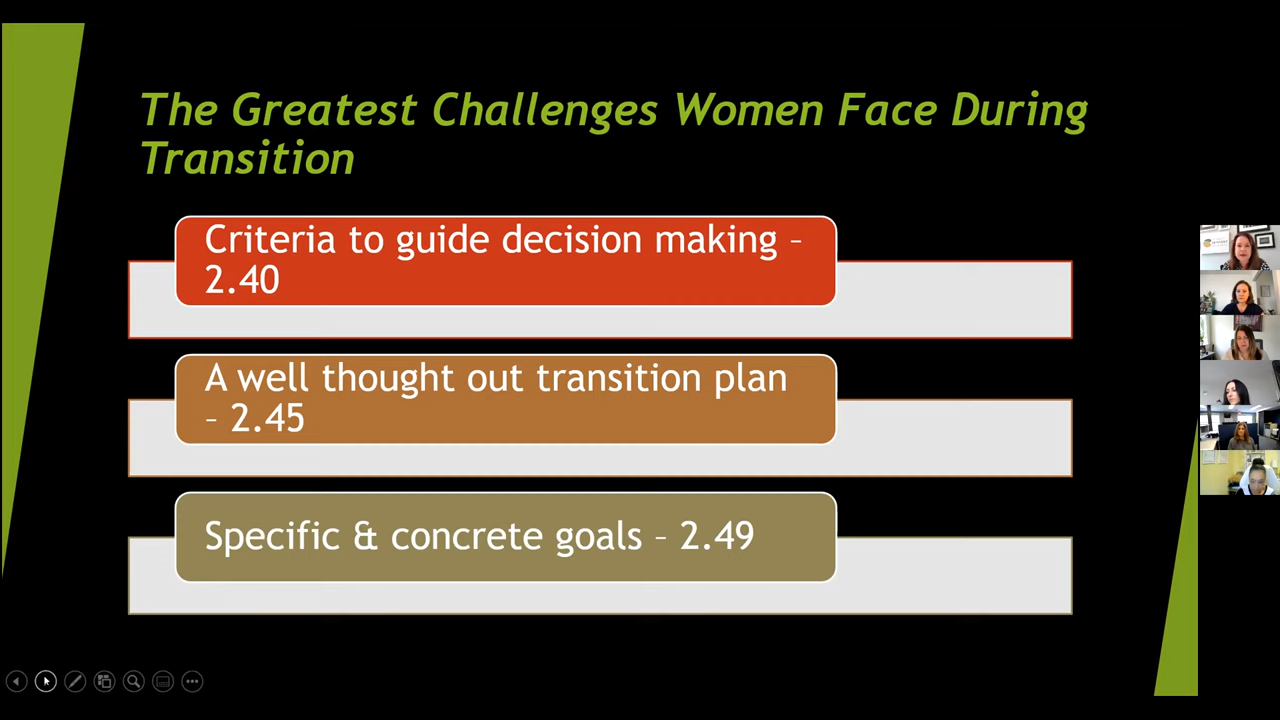 The Greatest Challenges Women Face During
Transition
Criteria to guide decision making –
2.40
A well thought out transition plan
– 2.45
Specific & concrete goals – 2.49